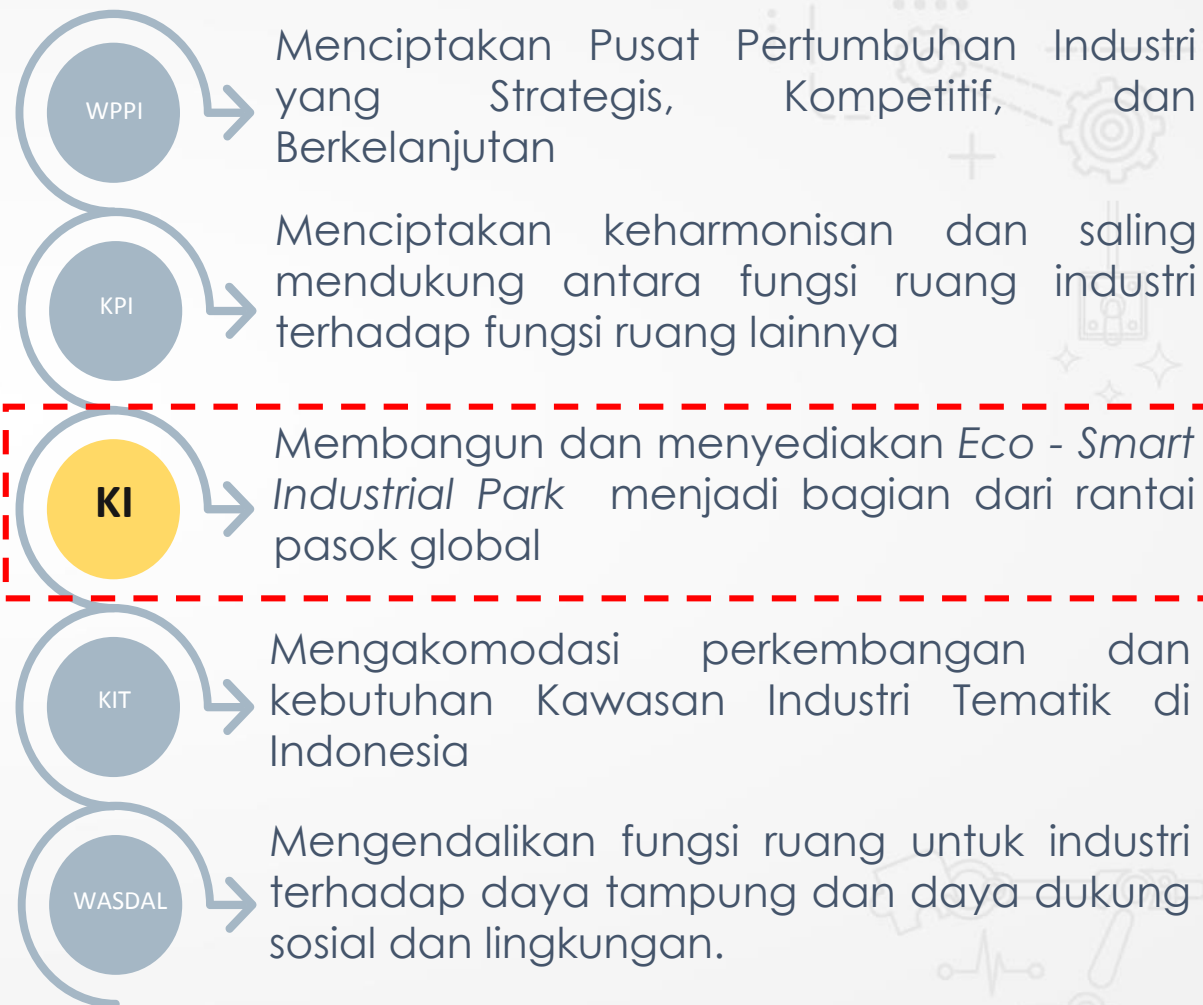 WPPI
Menciptakan Pusat Pertumbuhan Industri
yang Strategis, Kompetitif, dan
Berkelanjutan
KPI
Menciptakan keharmonisan dan saling
mendukung antara fungsi ruang industri
terhadap fungsi ruang lainnya
KI
Membangun dan menyediakan Eco - Smart
Industrial Park menjadi bagian dari rantai
pasok global
KIT
Mengakomodasi perkembangan dan
kebutuhan Kawasan Industri Tematik di
Indonesia
WASDAL
Mengendalikan fungsi ruang untuk industri
terhadap daya tampung dan daya dukung
sosial dan lingkungan.